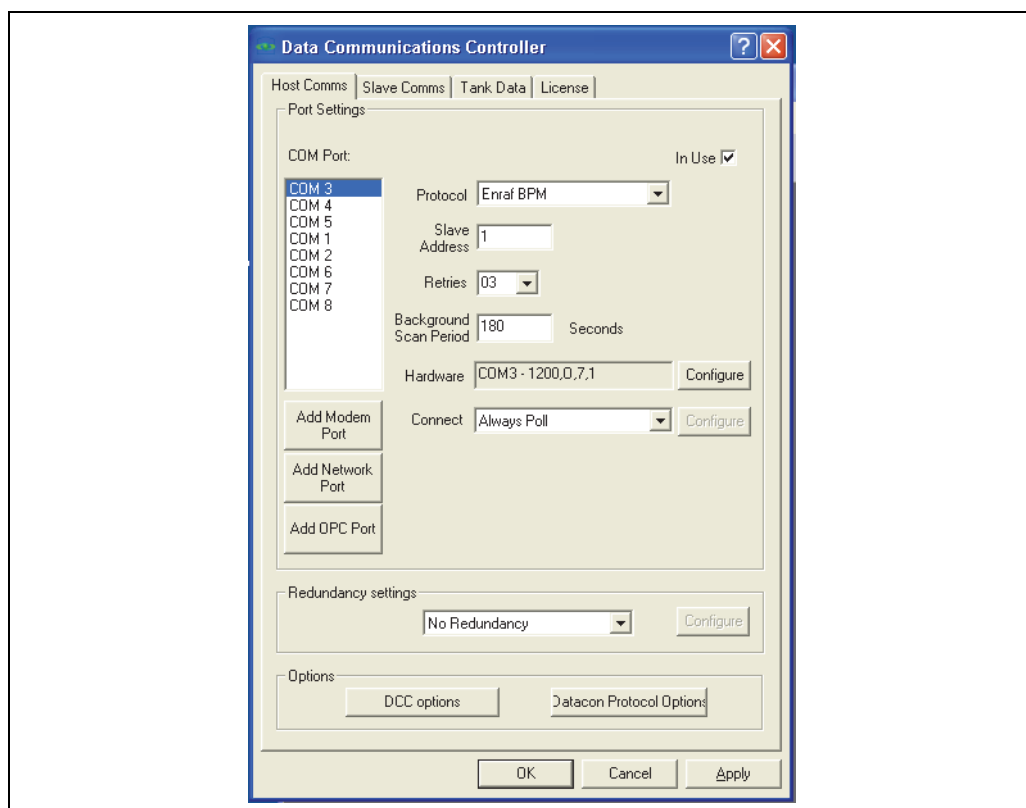 Data Communications Controller
Host Comms Slave Comms Tank Data License
Port Settings
COM Port: In Use
COM 3
COM 4
COM 5
COM 1
COM 2
COM 6
COM 7
COM 8
Protocol Enraf BPM
Slave
Address 1
Retries 03
Background
Scan Period 180 Seconds
Hardware COM3 - 1200,O,7,1 Configure
Connect Always Poll Configure
Add Modem
Port
Add Network
Port
Add OPC Port
Redundancy settings
No Redundancy Configure
Options
DCC options Datacon Protocol Options
OK Cancel Apply